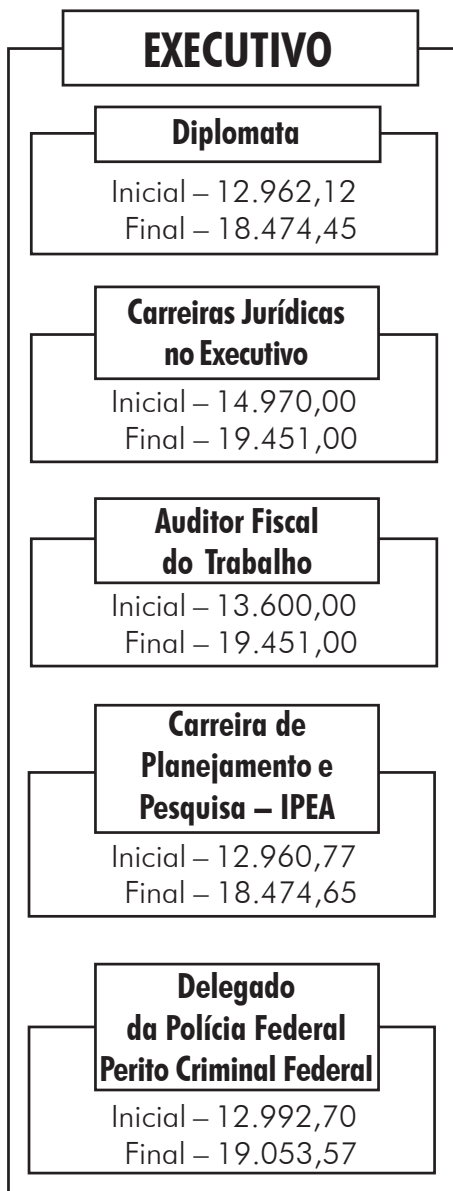 EXECUTIVO
Diplomata
Inicial – 12.962,12
Final – 18.474,45
Carreiras Jurídicas
no Executivo
Inicial – 14.970,00
Final – 19.451,00
Auditor Fiscal
do Trabalho
Inicial – 13.600,00
Final – 19.451,00
Carreira de
Planejamento e
Pesquisa – IPEA
Inicial – 12.960,77
Final – 18.474,65
Delegado
da Polícia Federal
Perito Criminal Federal
Inicial – 12.992,70
Final – 19.053,57